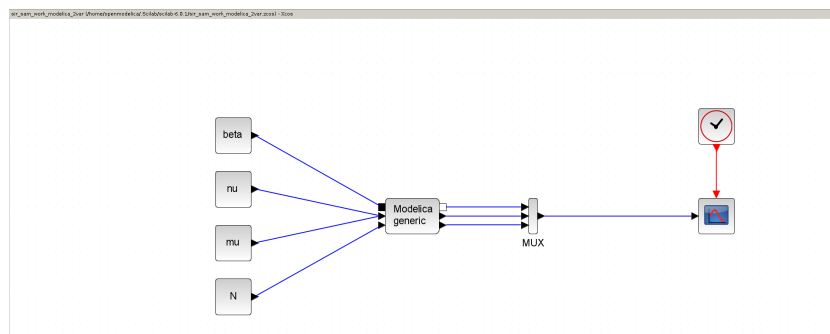 sir_sam_work_modelica_2var (/home/openmodelica/.Scilab/scilab-6.0.1/sir_sam_work_modelica_2var.zcos) - Xcos
beta
nu
Modelica
generic
mu
MUX
N